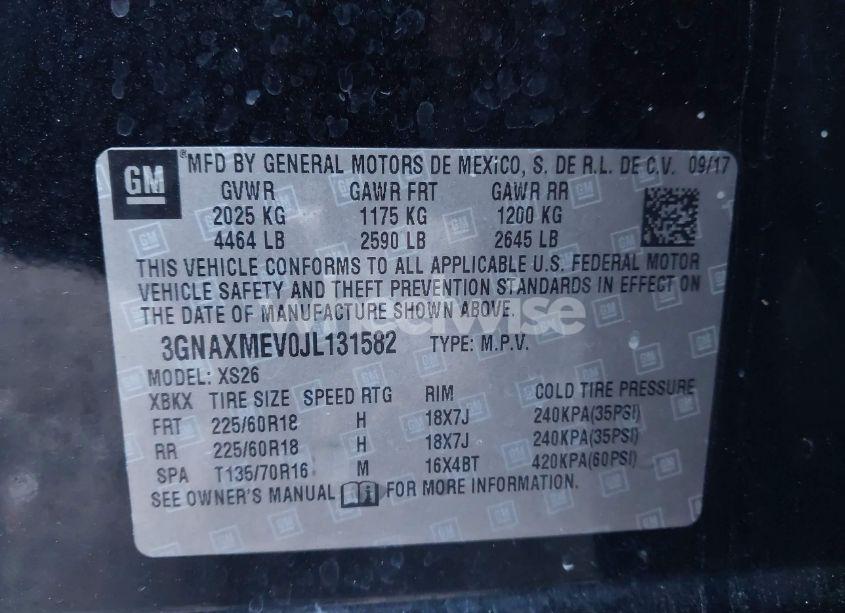 GM
®MFD BY GENERAL MOTORS DE MEXiCO, S. DE R.L. DE C.V. 09/17
GVWR GAWR FRT GAWR RR
2025 KG 1175 KG 1200 KG
4464 LB 2590 LB 2645 LB
THIS VEHICLE CONFORMS TO ALL APPLICABLE U.S. FEDERAL MOTOR
VEHICLE SAFETY AND THEFT PREVENTION STANDARDS IN EFFECT ON
THE DATE OF MANUFACTURE SHOWN ABOVE.
Wheelwise
3GNAXMEV0JL131582 TYPE: M.P.V.
MODEL: XS26
XBKX TIRE SIZE SPEED RTG RIM COLD TIRE PRESSURE
FRT 225/60R18 H 18X7J 240KPA(35PSI)
RR 225/60R18 H 18X7J 240KPA(35PSI)
SPA T135/70R16 M 16X4BT 420KPA(60PSI)
SEE OWNER'S MANUAL FOR MORE INFORMATION.